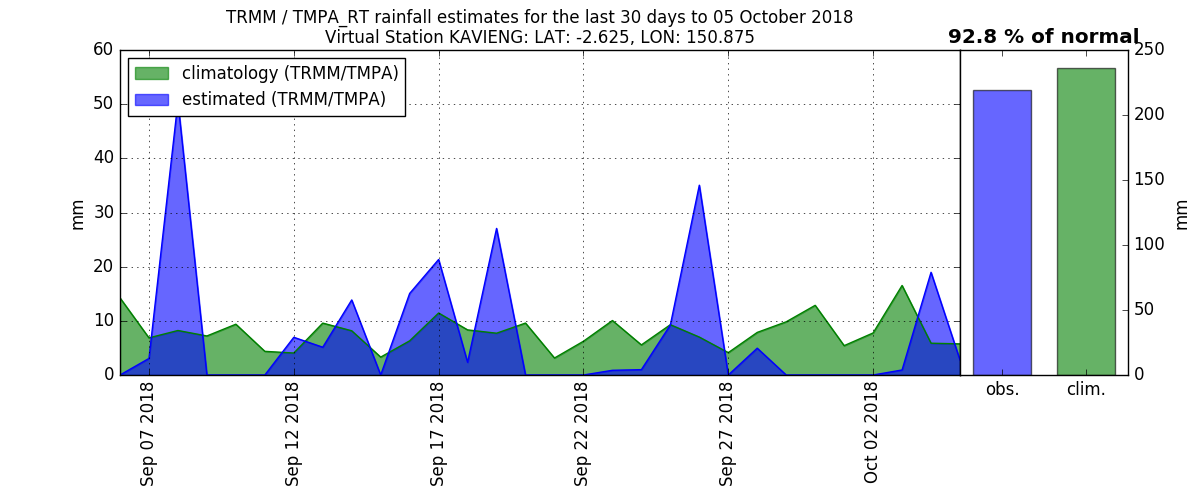 TRMM / TMPA_RT rainfall estimates for the last 30 days to 05 October 2018
Virtual Station KAVIENG: LAT: -2.625, LON: 150.875
92.8 % of normal
climatology (TRMM/TMPA)
estimated (TRMM/TMPA)
60
50
40
30
20
10
0
mm
Sep 07 2018
Sep 12 2018
Sep 17 2018
Sep 22 2018
Sep 27 2018
Oct 02 2018
250
200
150
100
50
0
mm
obs.
clim.